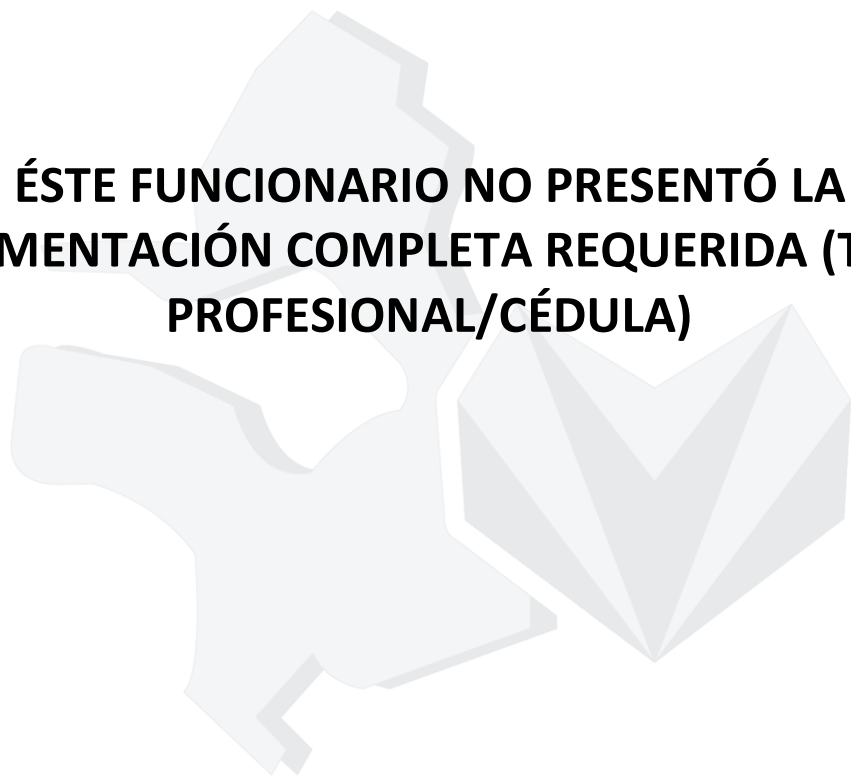 ÉSTE FUNCIONARIO NO PRESENTÓ LA
MENTACIÓN COMPLETA REQUERIDA (T
PROFESIONAL/CÉDULA)